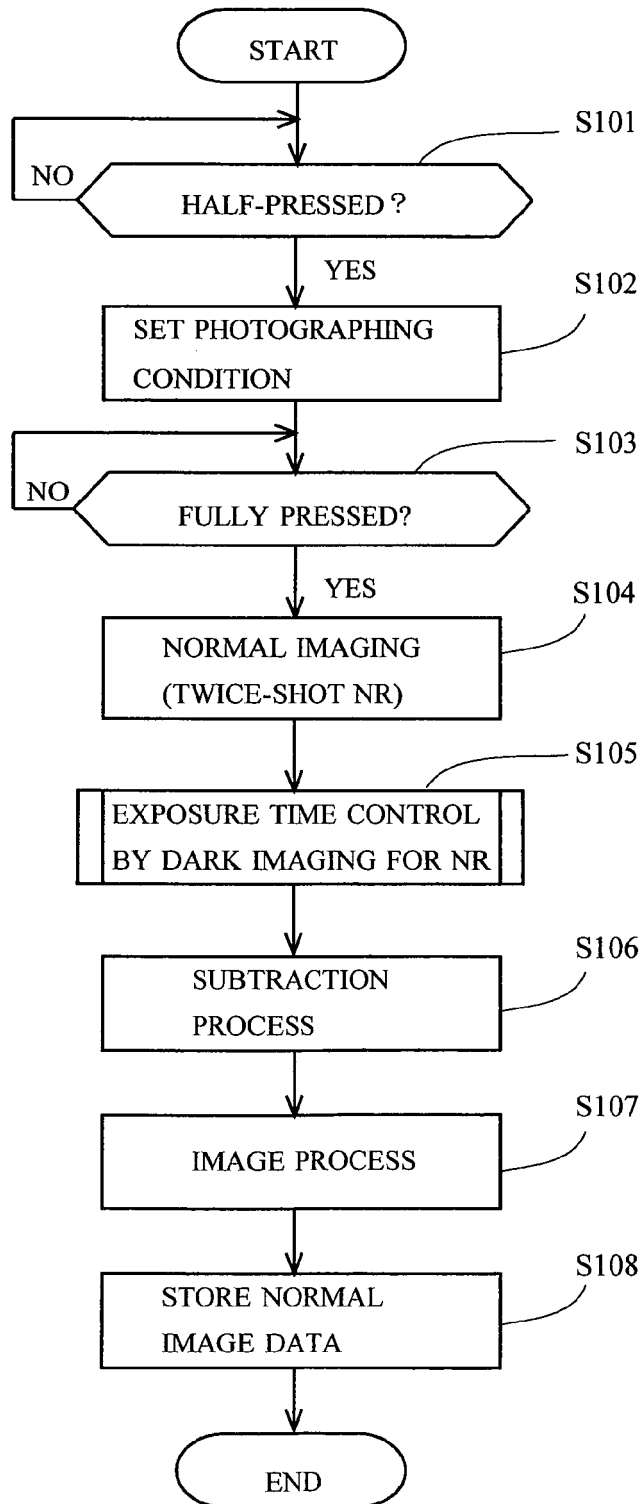 START
S101
NO
HALF-PRESSED?
YES
S102
SET PHOTOGRAPHING
CONDITION
S103
NO
FULLY PRESSED?
YES
S104
NORMAL IMAGING
(TWICE-SHOT NR)
S105
EXPOSURE TIME CONTROL
BY DARK IMAGING FOR NR
S106
SUBTRACTION
PROCESS
S107
IMAGE PROCESS
S108
STORE NORMAL
IMAGE DATA
END